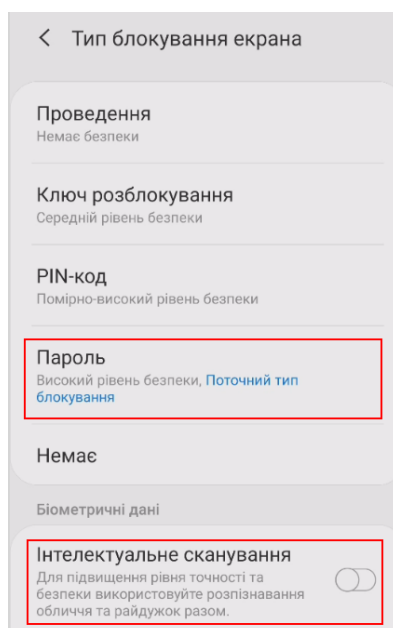 Тип блокування екрана
Проведення
Немає безпеки
Ключ розблокування
Середній рівень безпеки
PIN-код
Помірно-високий рівень безпеки
Пароль
Високий рівень безпеки, Поточний тип
блокування
Немає
Біометричні дані
Інтелектуальне сканування
Для підвищення рівня точності та
безпеки використовуйте розпізнавання
обличчя та райдужок разом.